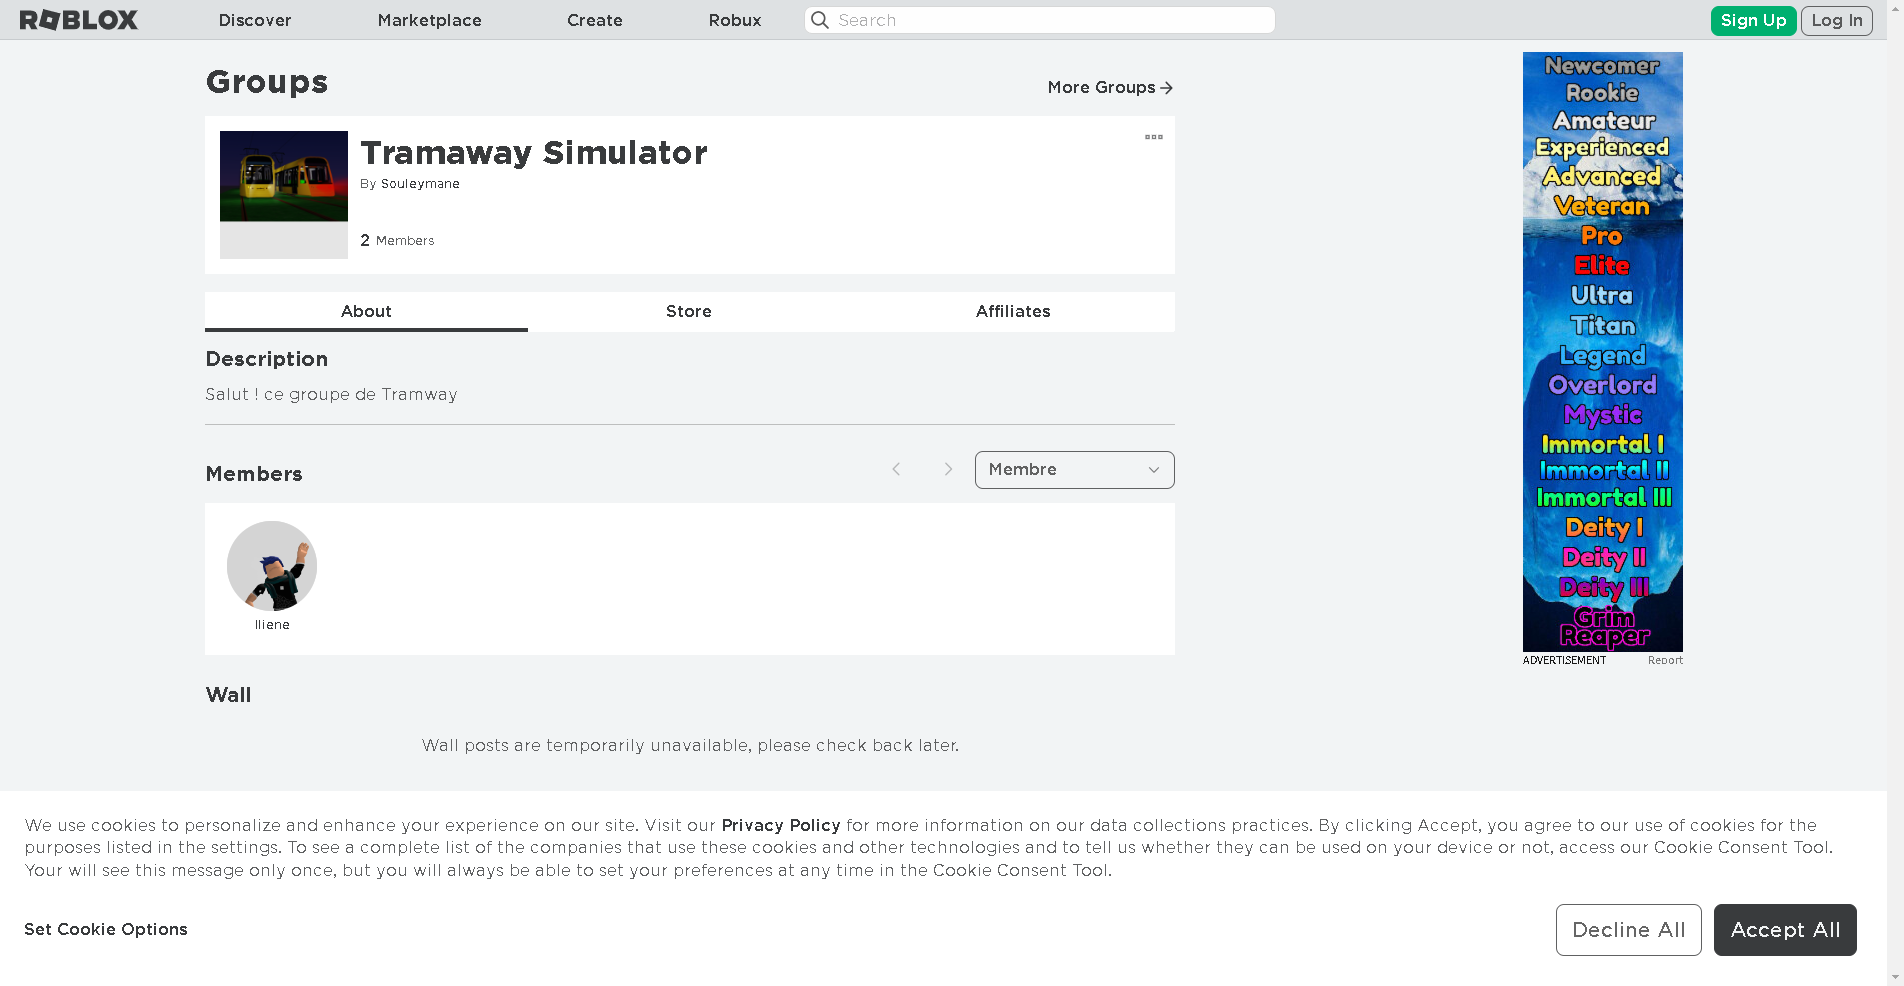 ROBLOX
Discover
Marketplace
Create
Robux
Search
Sign Up
Log In
Groups
More Groups
Tramaway Simulator
By Souleymane
2 Members
About
Store
Affiliates
Description
Salut ! ce groupe de Tramway
Members
Membre
Iliene
Wall
Wall posts are temporarily unavailable, please check back later.
Newcomer
Rookie
Amateur
Experienced
Advanced
Veteran
Pro
Elite
Ultra
Titan
Legend
Overlord
Mystic
Immortal I
Immortal II
Immortal III
Deity I
Deity II
Deity III
Grim
Reaper
ADVERTISEMENT
Report
We use cookies to personalize and enhance your experience on our site. Visit our Privacy Policy for more information on our data collections practices. By clicking Accept, you agree to our use of cookies for the
purposes listed in the settings. To see a complete list of the companies that use these cookies and other technologies and to tell us whether they can be used on your device or not, access our Cookie Consent Tool.
Your will see this message only once, but you will always be able to set your preferences at any time in the Cookie Consent Tool.
Set Cookie Options
Decline All
Accept All